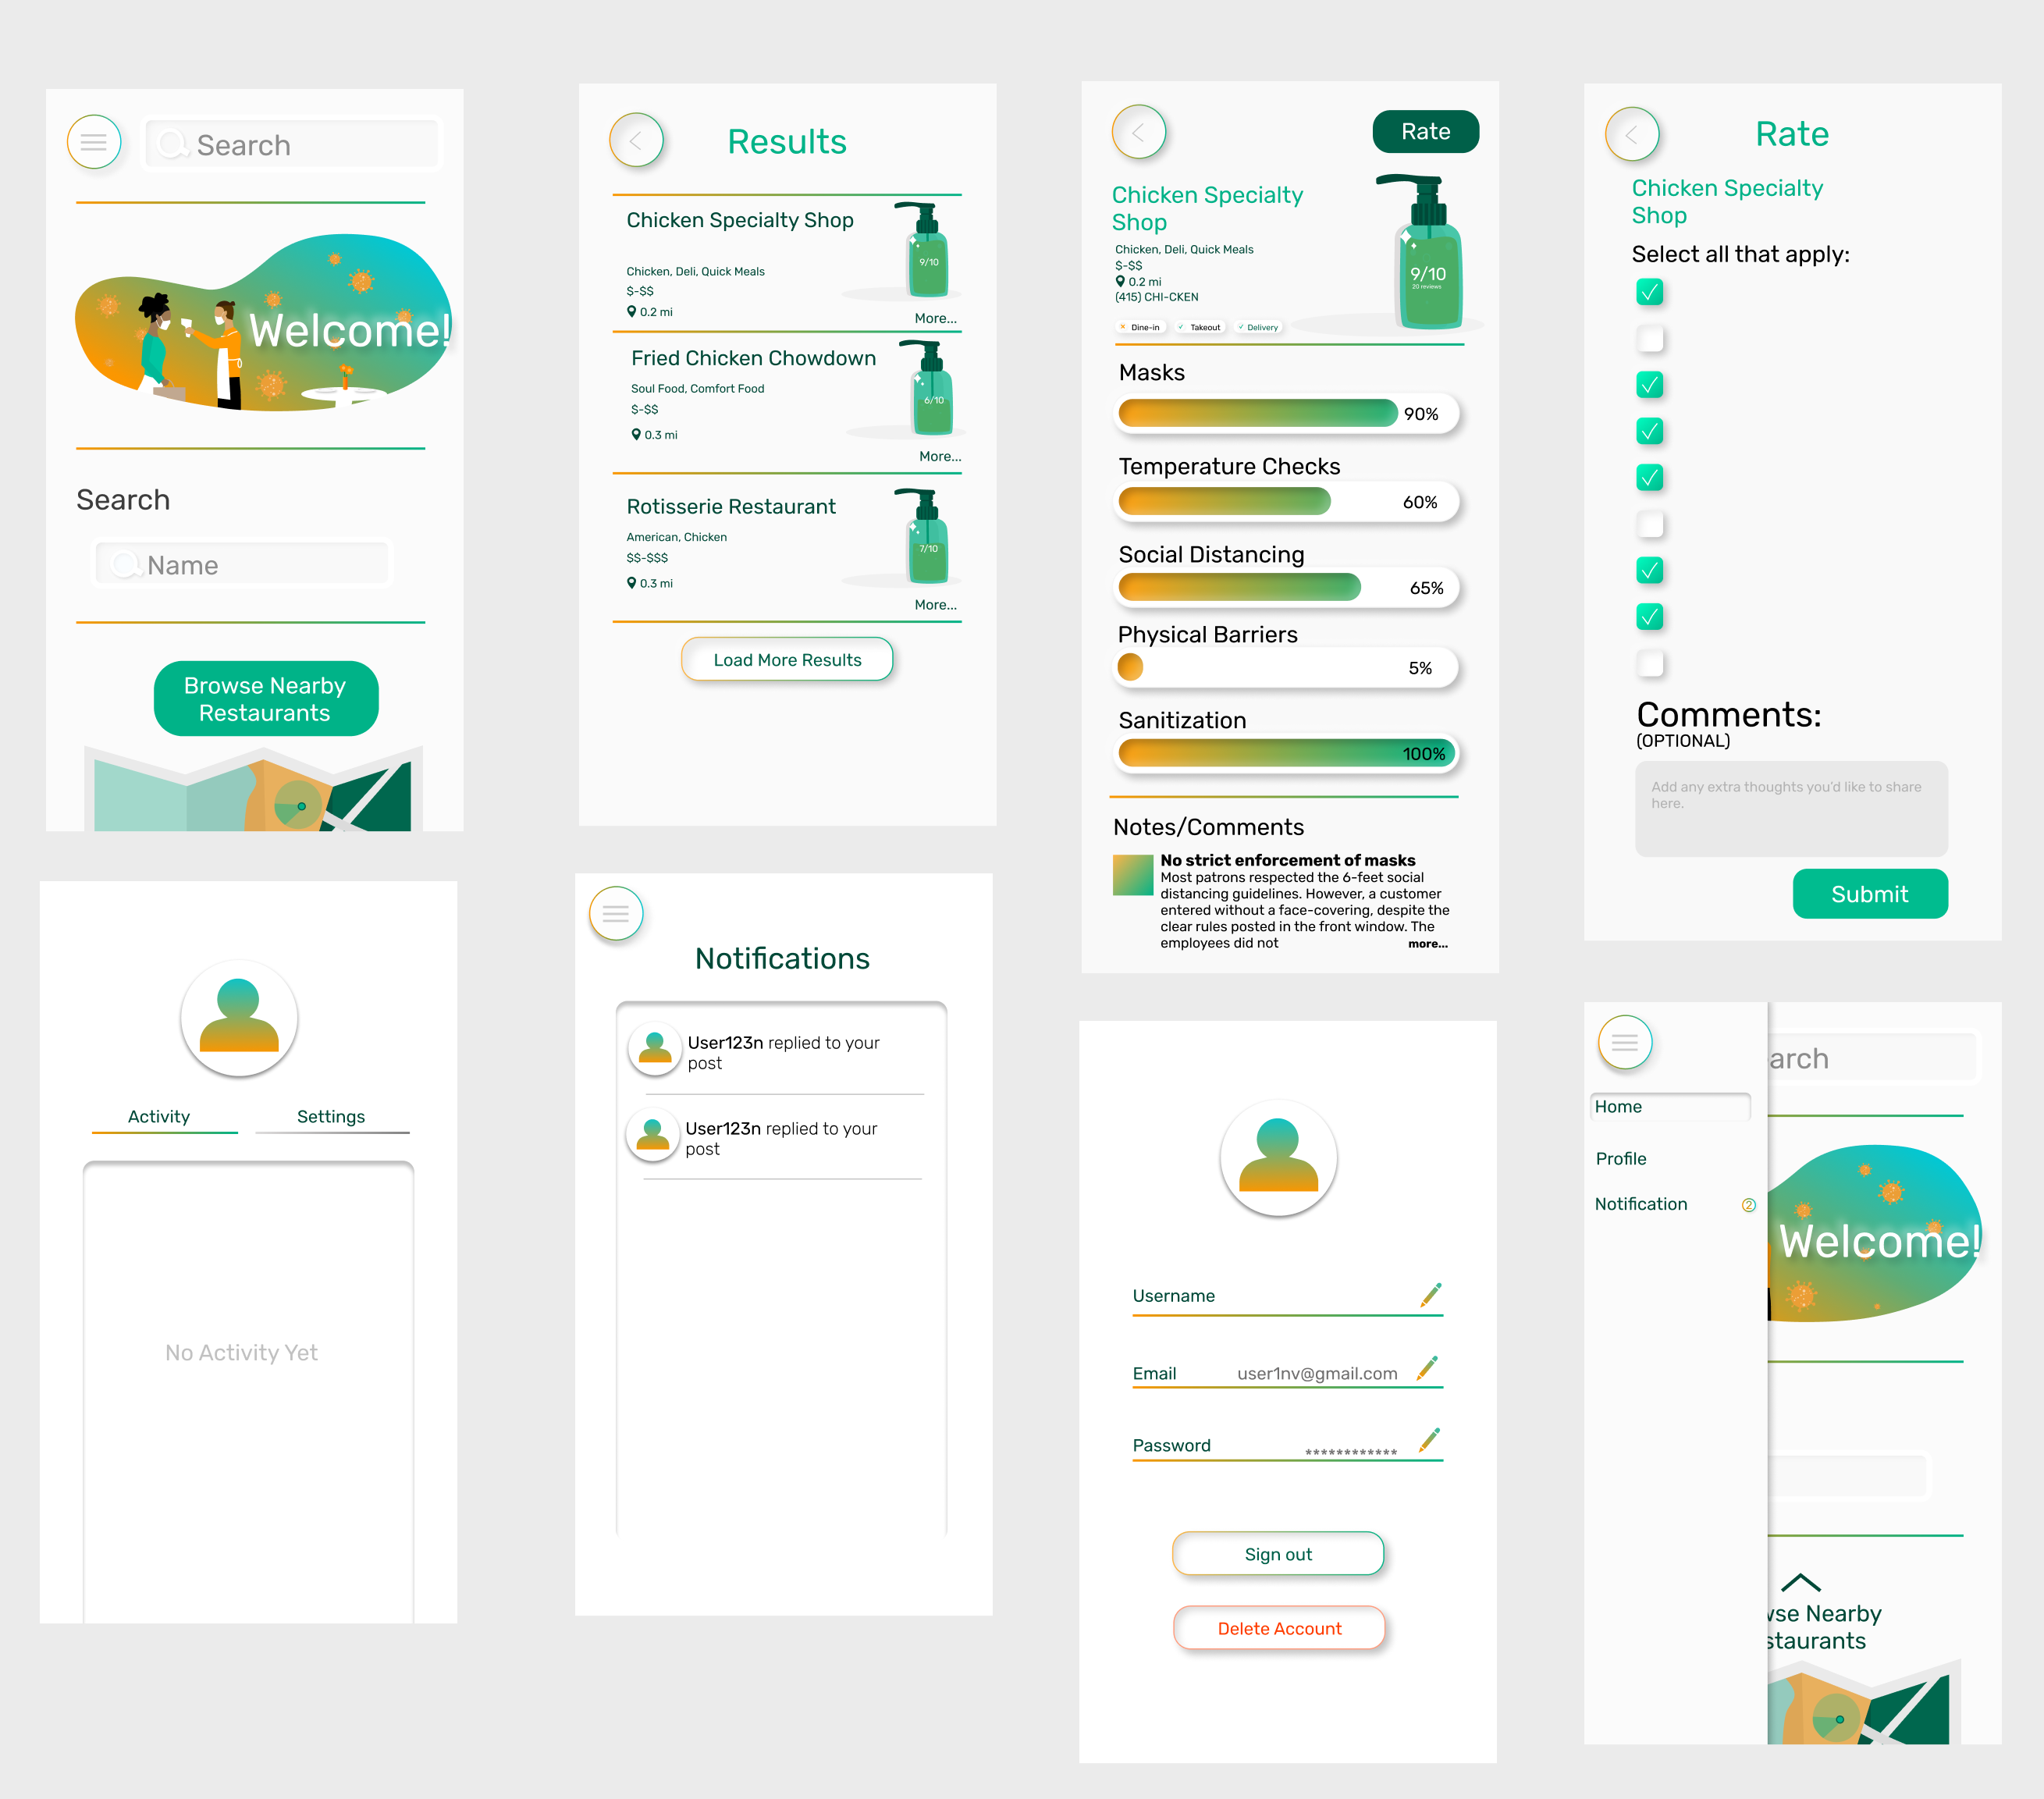 Search
Welcome!
Search
Name
Browse Nearby
Restaurants
Results
Chicken Specialty Shop
9/10
Chicken, Deli, Quick Meals
$-$$
0.2 mi
More...
Fried Chicken Chowdown
Soul Food, Comfort Food
6/10
$-$$
0.3 mi
More...
Rotisserie Restaurant
American, Chicken
7/10
$$-$$$
0.3 mi
More...
Load More Results
Rate
Chicken Specialty
Shop
Chicken, Deli, Quick Meals
$-$$
0.2 mi
(415) CHI-CKEN
9/10
20 reviews
Dine-in
Takeout
Delivery
Masks
90%
Temperature Checks
60%
Social Distancing
65%
Physical Barriers
5%
Sanitization
100%
Notes/Comments
No strict enforcement of masks
Most patrons respected the 6-feet social
distancing guidelines. However, a customer
entered without a face-covering, despite the
clear rules posted in the front window. The
employees did not
more...
Rate
Chicken Specialty
Shop
Select all that apply:
Comments:
(OPTIONAL)
Add any extra thoughts you'd like to share
here.
Submit
Activity
Settings
No Activity Yet
Notifications
User123n replied to your
post
User123n replied to your
post
Username
Email
user1nv@gmail.com
Password
************
Sign out
Delete Account
Home
Profile
Notification
2
arch
Welcome!
wse Nearby
staurants